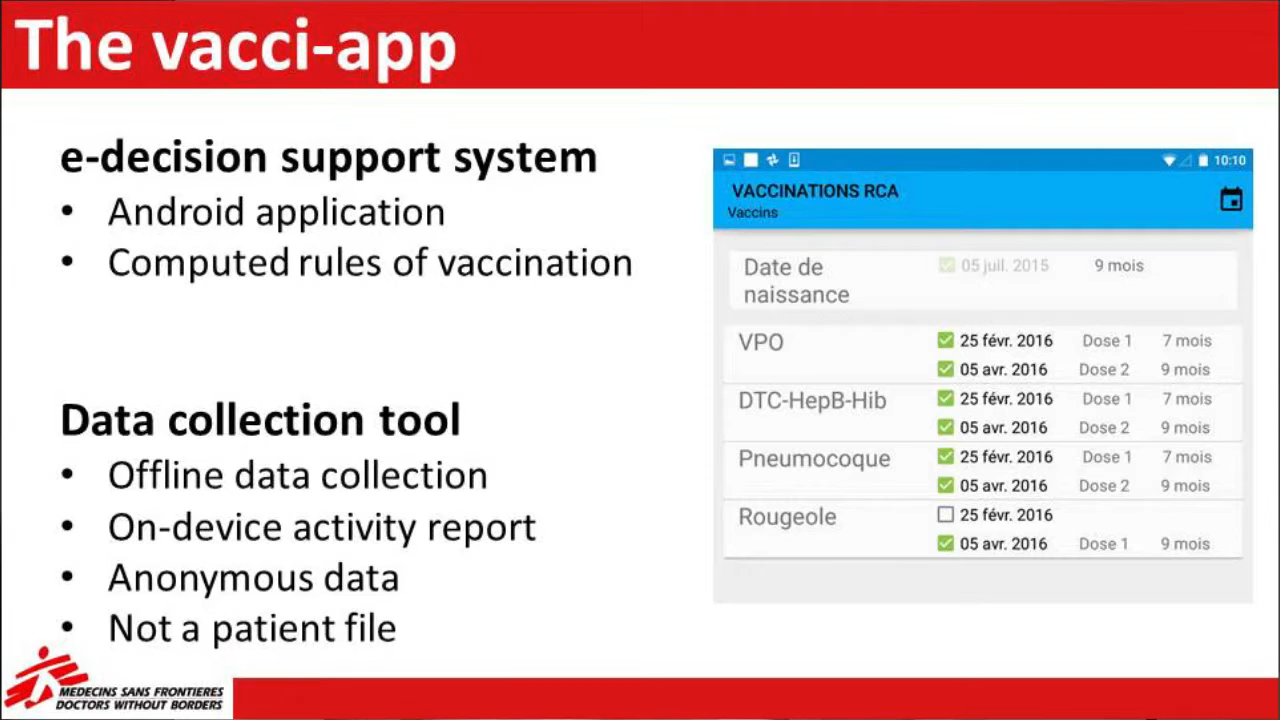 The vacci-app
e-decision support system
• Android application
• Computed rules of vaccination
Data collection tool
• Offline data collection
• On-device activity report
• Anonymous data
• Not a patient file
10:10
VACCINATIONS RCA
Vaccins
Date de naissance 05 juil. 2015 9 mois
VPO 25 févr. 2016 Dose 1 7 mois
05 avr. 2016 Dose 2 9 mois
DTC-HepB-Hib 25 févr. 2016 Dose 1 7 mois
05 avr. 2016 Dose 2 9 mois
Pneumocoque 25 févr. 2016 Dose 1 7 mois
05 avr. 2016 Dose 2 9 mois
Rougeole 25 févr. 2016
05 avr. 2016 Dose 1 9 mois
MEDECINS SANS FRONTIERES
DOCTORS WITHOUT BORDERS